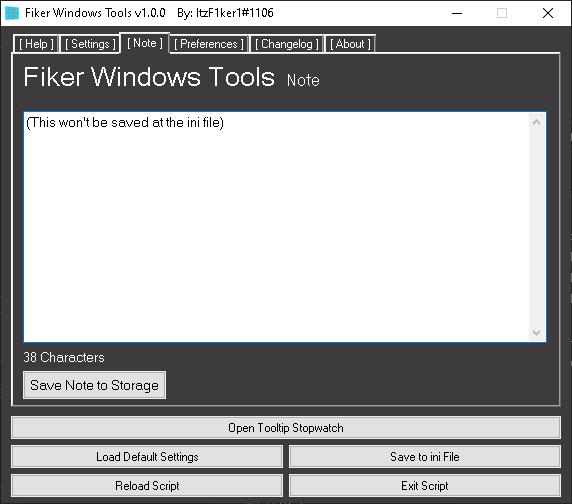 Fiker Windows Tools v1.0.0 By: ItzF1ker1#1106
[ Help ] [ Settings ] [ Note ] [ Preferences ] [ Changelog ] [ About ]
Fiker Windows Tools Note
(This won't be saved at the ini file)
38 Characters
Save Note to Storage
Open Tooltip Stopwatch
Load Default Settings Save to ini File
Reload Script Exit Script